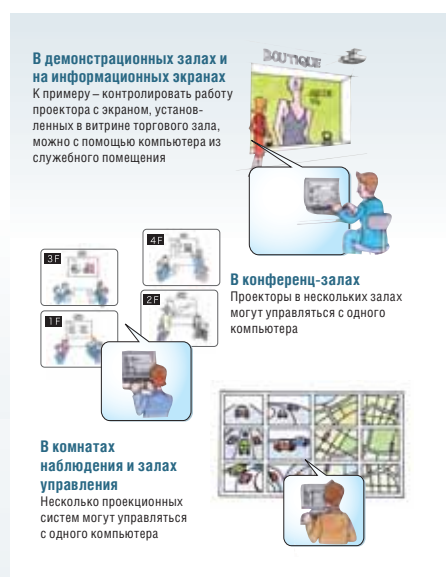 В демонстрационных залах и
на информационных экранах
К примеру – контролировать работу
проектора с экраном, установ-
ленных в витрине торгового зала,
можно с помощью компьютера из
служебного помещения
BOUTIQUE
3F
4F
1F
2F
В конференц-залах
Проекторы в нескольких залах
могут управляться с одного
компьютера
В комнатах
наблюдения и залах
управления
Несколько проекционных
систем могут управляться
с одного компьютера